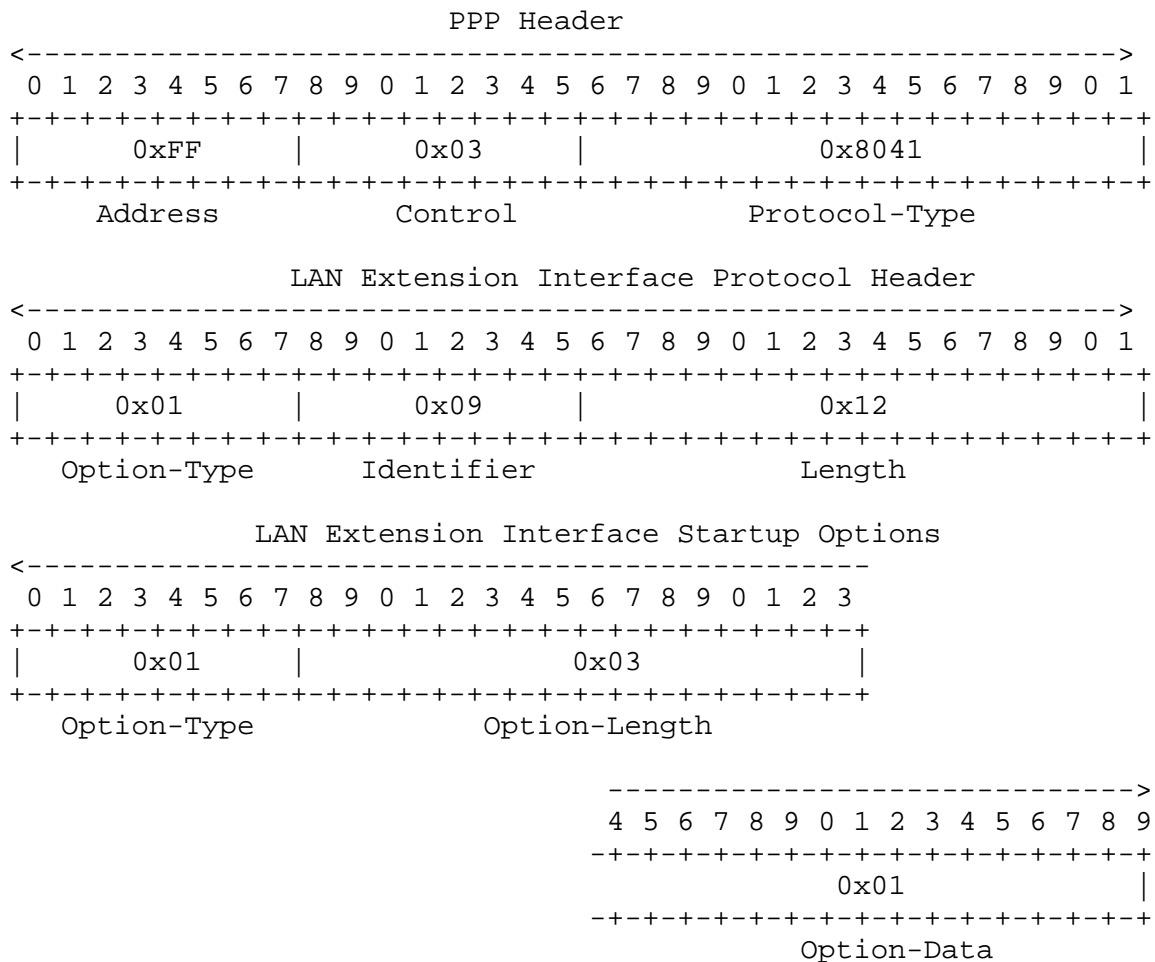 PPP Header
<-------------------------------------------------------------->
 0 1 2 3 4 5 6 7 8 9 0 1 2 3 4 5 6 7 8 9 0 1 2 3 4 5 6 7 8 9 0 1
+-+-+-+-+-+-+-+-+-+-+-+-+-+-+-+-+-+-+-+-+-+-+-+-+-+-+-+-+-+-+-+-+
|      0xFF     |      0x03     |             0x8041            |
+-+-+-+-+-+-+-+-+-+-+-+-+-+-+-+-+-+-+-+-+-+-+-+-+-+-+-+-+-+-+-+-+
     Address          Control             Protocol-Type

                LAN Extension Interface Protocol Header
<-------------------------------------------------------------->
 0 1 2 3 4 5 6 7 8 9 0 1 2 3 4 5 6 7 8 9 0 1 2 3 4 5 6 7 8 9 0 1
+-+-+-+-+-+-+-+-+-+-+-+-+-+-+-+-+-+-+-+-+-+-+-+-+-+-+-+-+-+-+-+-+
|     0x01      |      0x09     |             0x12              |
+-+-+-+-+-+-+-+-+-+-+-+-+-+-+-+-+-+-+-+-+-+-+-+-+-+-+-+-+-+-+-+-+
   Option-Type      Identifier               Length

              LAN Extension Interface Startup Options
<------------------------------------------------
 0 1 2 3 4 5 6 7 8 9 0 1 2 3 4 5 6 7 8 9 0 1 2 3
+-+-+-+-+-+-+-+-+-+-+-+-+-+-+-+-+-+-+-+-+-+-+-+-+
|      0x01     |               0x03            |
+-+-+-+-+-+-+-+-+-+-+-+-+-+-+-+-+-+-+-+-+-+-+-+-+
   Option-Type             Option-Length

                                  ------------------------------>
                                  4 5 6 7 8 9 0 1 2 3 4 5 6 7 8 9
                                 -+-+-+-+-+-+-+-+-+-+-+-+-+-+-+-+
                                               0x01             |
                                 -+-+-+-+-+-+-+-+-+-+-+-+-+-+-+-+
                                             Option-Data